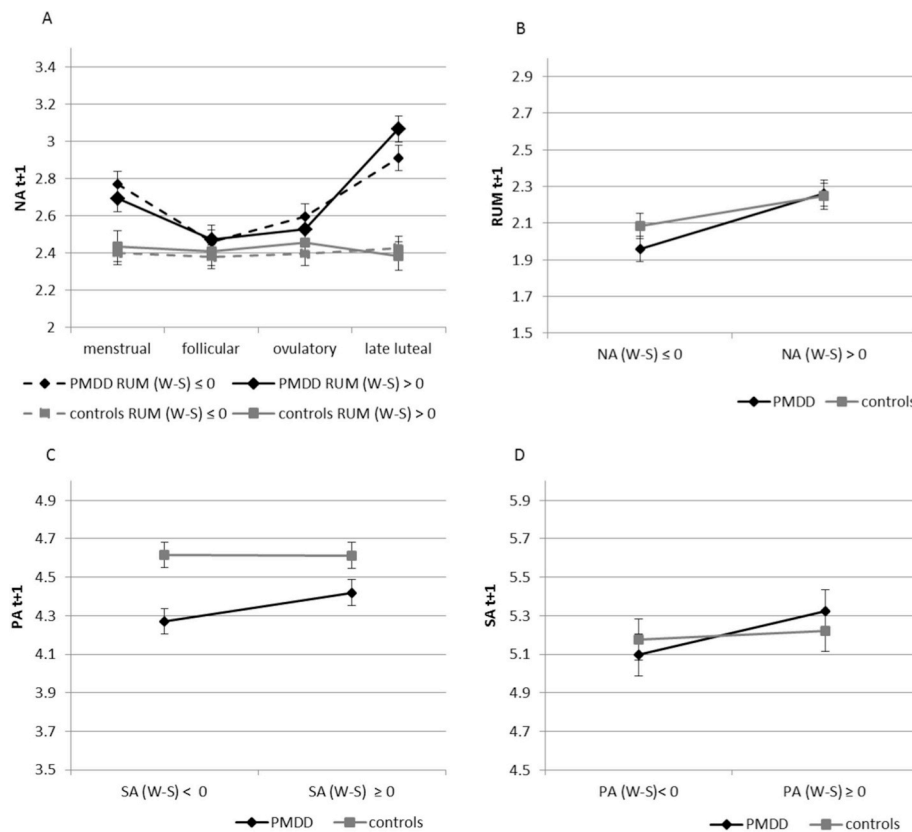 A
3.4
3.2
3
2.8
2.6
2.4
2.2
2
NA t+1
menstrual follicular ovulatory late luteal
PMDD RUM (W-S) ≤ 0 PMDD RUM (W-S) > 0
controls RUM (W-S) ≤ 0 controls RUM (W-S) > 0
B
2.9
2.7
2.5
2.3
2.1
1.9
1.7
1.5
RUM t+1
NA (W-S) ≤ 0 NA (W-S) > 0
PMDD controls
C
4.9
4.7
4.5
4.3
4.1
3.9
3.7
3.5
PA t+1
SA (W-S) < 0 SA (W-S) ≥ 0
PMDD controls
D
5.9
5.7
5.5
5.3
5.1
4.9
4.7
4.5
SA t+1
PA (W-S)< 0 PA (W-S) ≥ 0
PMDD controls